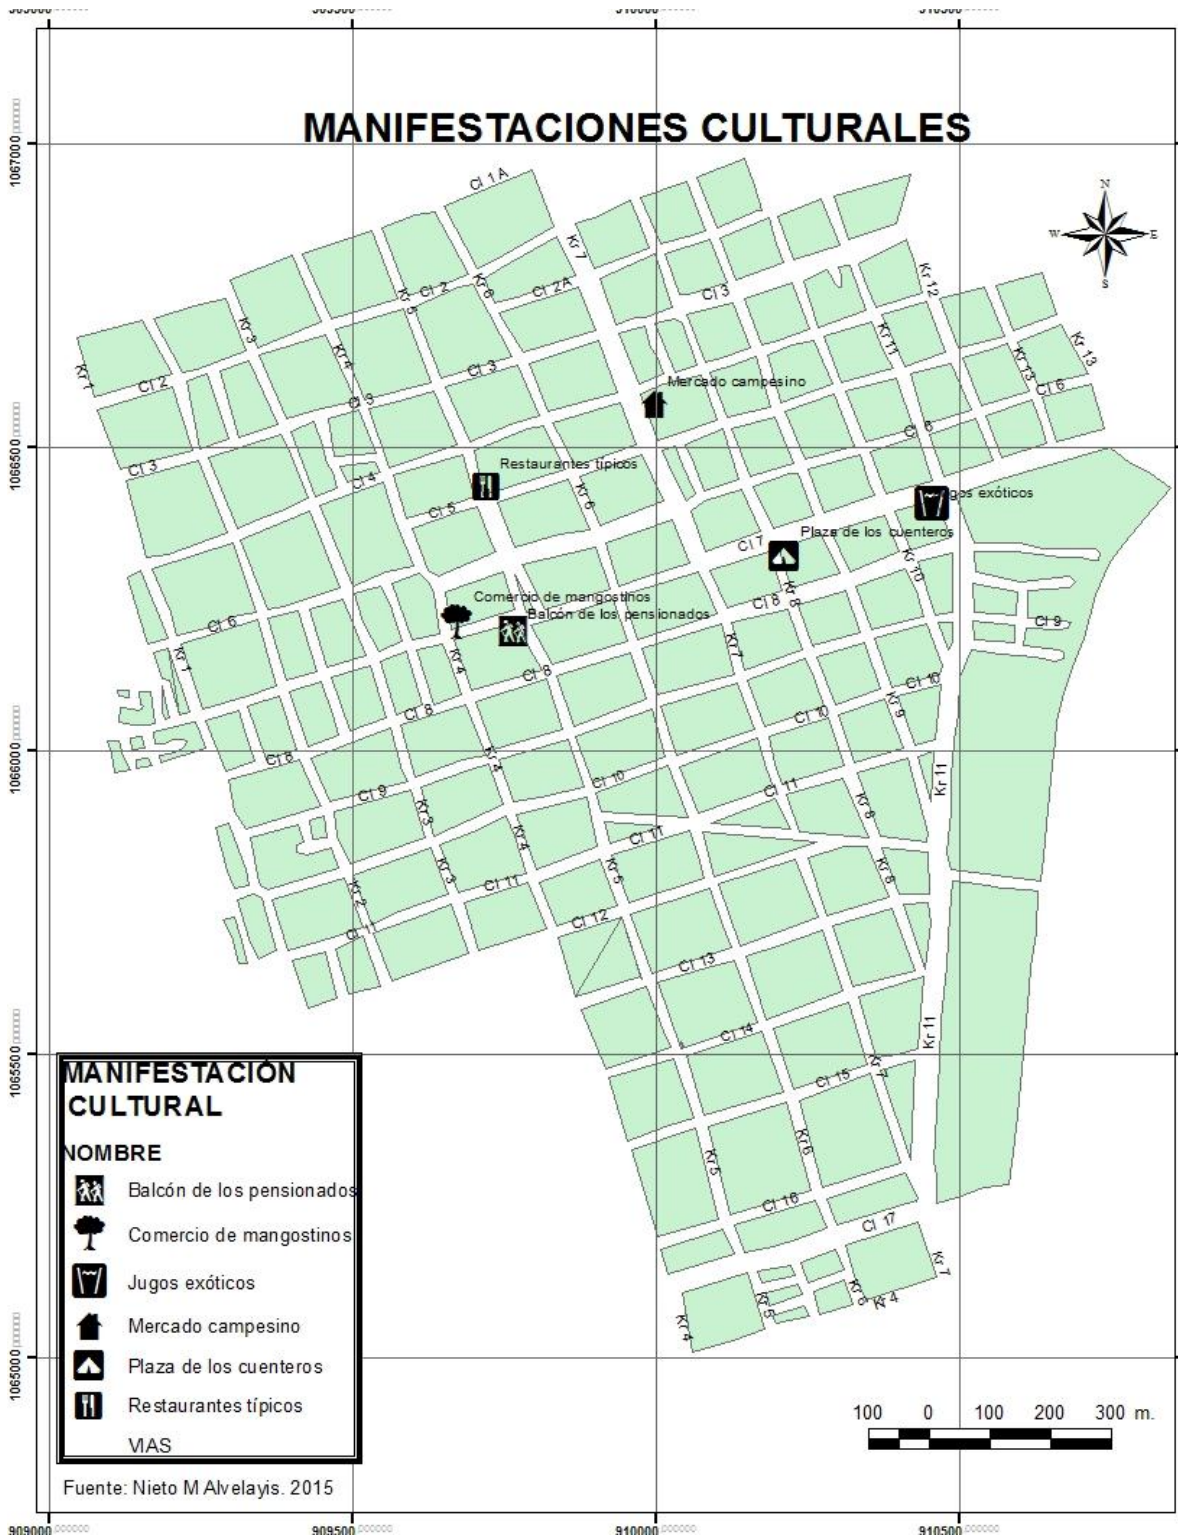 MANIFESTACIONES CULTURALES
1067000
N
W E
S
Cl 1A
Kr 7
Cl 2
Kr 6
Cl 2A
Kr 5
Cl 3
Kr 12
Kr 3
Kr 4
Kr 11
Kr 13
Kr 13
Kr 1
Cl 2
Cl 3
Cl 3
Mercado campesino
Cl 6
Cl 6
1066500
Cl 3
Restaurantes típicos
Cl 4
Kr 6
Cl 5
Jugos exóticos
Plaza de los cuenteros
Cl 7
Kr 10
Kr 8
Cl 8
Comercio de mangostinos
Balcón de los pensionados
Cl 6
Cl 9
Kr 1
Kr 4
Kr 7
Cl 8
Cl 10
Kr 9
Cl 8
Cl 10
1066000
Cl 8
Kr 4
Cl 10
Kr 11
Cl 9
Cl 11
Kr 3
Kr 8
Kr 4
Cl 11
Kr 3
Kr 5
Kr 8
Cl 11
Kr 2
Cl 12
Cl 11
Cl 13
Cl 14
Kr 11
1065500
Kr 7
Cl 15
Kr 6
Kr 5
Cl 16
Cl 17
Kr 7
Kr 6
Kr 4
Kr 5
Kr 4
1065000
MANIFESTACIÓN
CULTURAL
NOMBRE
Balcón de los pensionados
Comercio de mangostinos
Jugos exóticos
Mercado campesino
Plaza de los cuenteros
Restaurantes típicos
VIAS
100 0 100 200 300 m.
Fuente: Nieto M Alvelayis. 2015
909000 909500 910000 910500